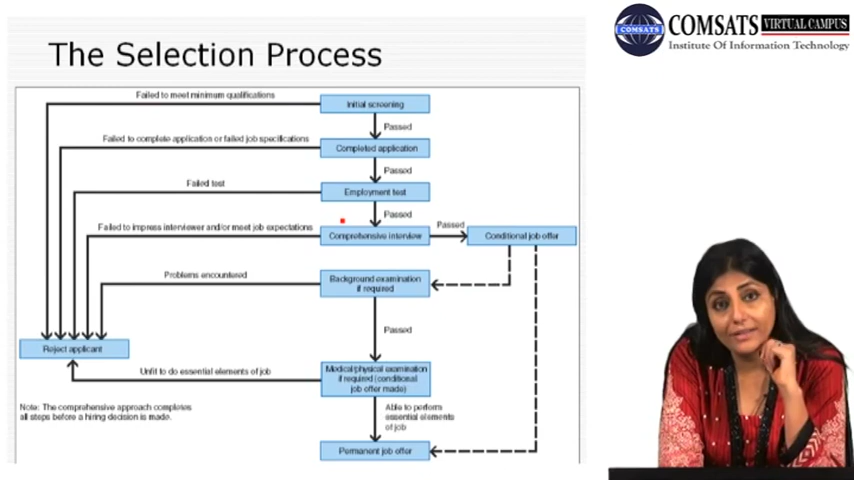 The Selection Process
COMSATS
COMSATS VIRTUAL CAMPUS
Institute Of Information Technology
Failed to meet minimum qualifications
Initial screening
Passed
Failed to complete application or failed job specifications
Completed application
Passed
Failed test
Employment test
Passed
Failed to impress interviewer and/or meet job expectations
Comprehensive interview
Passed
Conditional job offer
Problems encountered
Background examination
if required
Passed
Reject applicant
Unfit to do essential elements of job
Medical/physical examination
if required (conditional
job offer made)
Note: The comprehensive approach completes
all steps before a hiring decision is made.
Able to perform
essential elements
of job
Permanent job offer